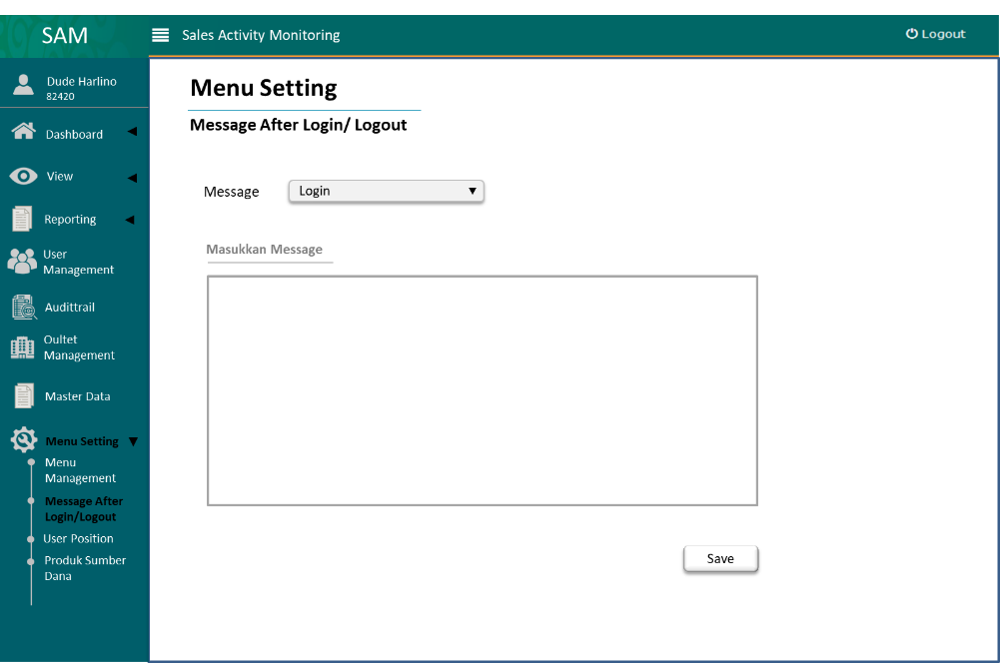 SAM
Sales Activity Monitoring
Logout
Dude Harlino
82420
Dashboard
View
Reporting
User
Management
Audittrail
Oultet
Management
Master Data
Menu Setting
Menu
Management
Message After
Login/Logout
User Position
Produk Sumber
Dana
Menu Setting
Message After Login/ Logout
Message
Login
Masukkan Message
Save